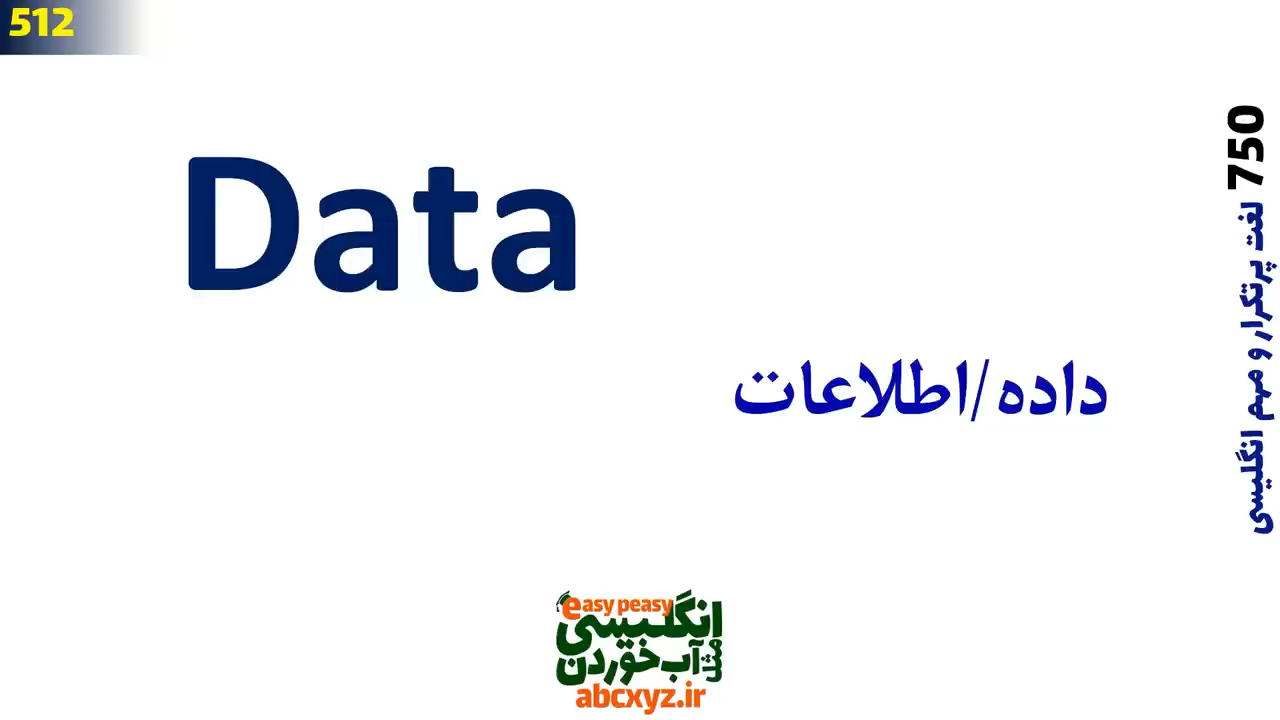 512
Data
داده/اطلاعات
750 لغت پرتکرار و مهم انگلیسی
easy peasy
انگلیسی
مثل آب خوردن
abcxyz.ir